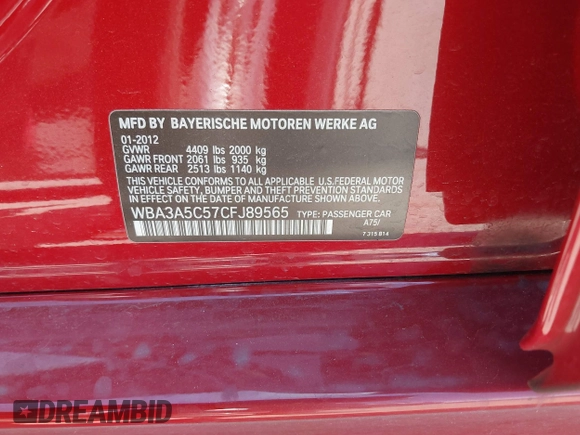 MFD BY BAYERISCHE MOTOREN WERKE AG
01-2012
GVWR 4409 lbs 2000 kg
GAWR FRONT 2061 lbs 935 kg
GAWR REAR 2513 lbs 1140 kg
THIS VEHICLE CONFORMS TO ALL APPLICABLE U.S.FEDERAL MOTOR
VEHICLE SAFETY, BUMPER AND THEFT PREVENTION STANDARDS
IN EFFECT ON THE DATE OF MANUFACTURE SHOWN ABOVE.
WBA3A5C57CFJ89565 TYPE: PASSENGER CAR
A75/
7 315 814
DREAMBID